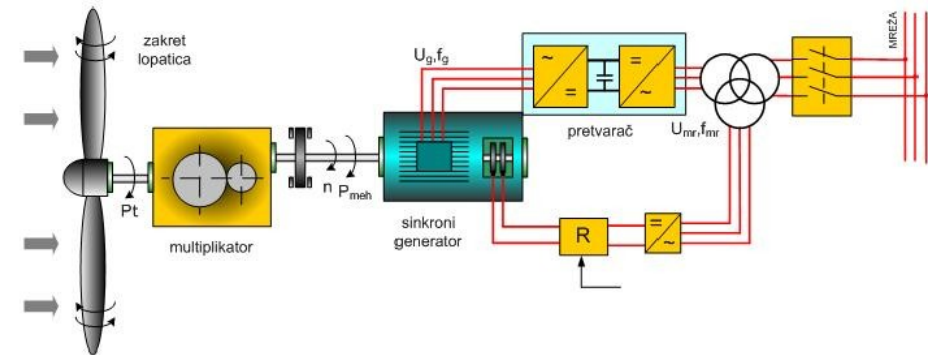 zakret
lopatica
Pt
multiplikator
n
Pmeh
Ug,fg
sinkroni
generator
~
=
=
~
pretvarač
Umr,fmr
R
=
~
MREŽA